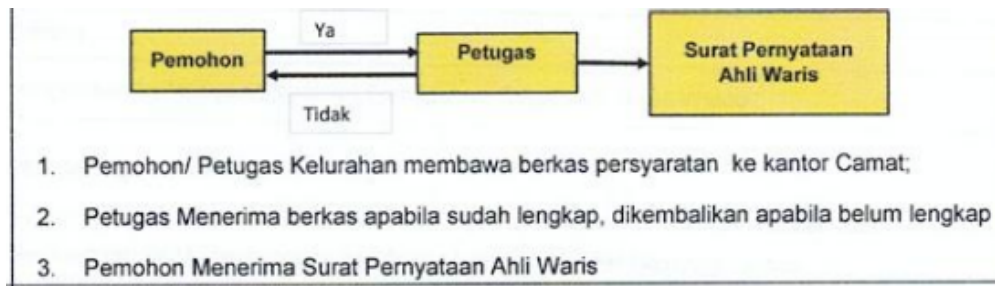 Ya
Pemohon
Petugas
Surat Pernyataan
Ahli Waris
Tidak
1. Pemohon/ Petugas Kelurahan membawa berkas persyaratan ke kantor Camat;
2. Petugas Menerima berkas apabila sudah lengkap, dikembalikan apabila belum lengkap
3. Pemohon Menerima Surat Pernyataan Ahli Waris